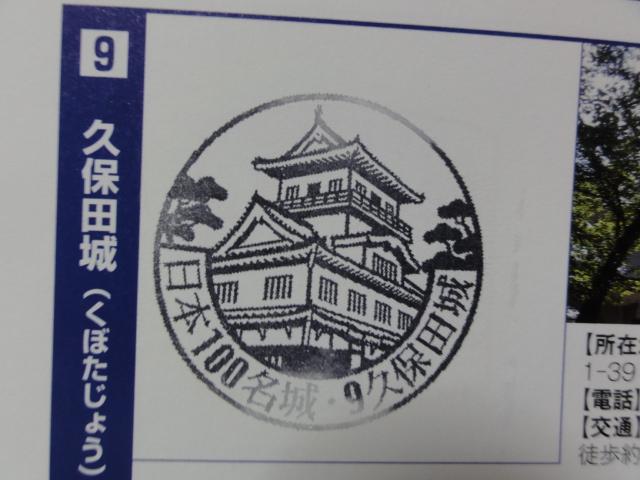 9
久保田城(くぼたじょう)
日本100名城・9久保田城
【所在
1-39
【電話】
【交通】
徒歩約